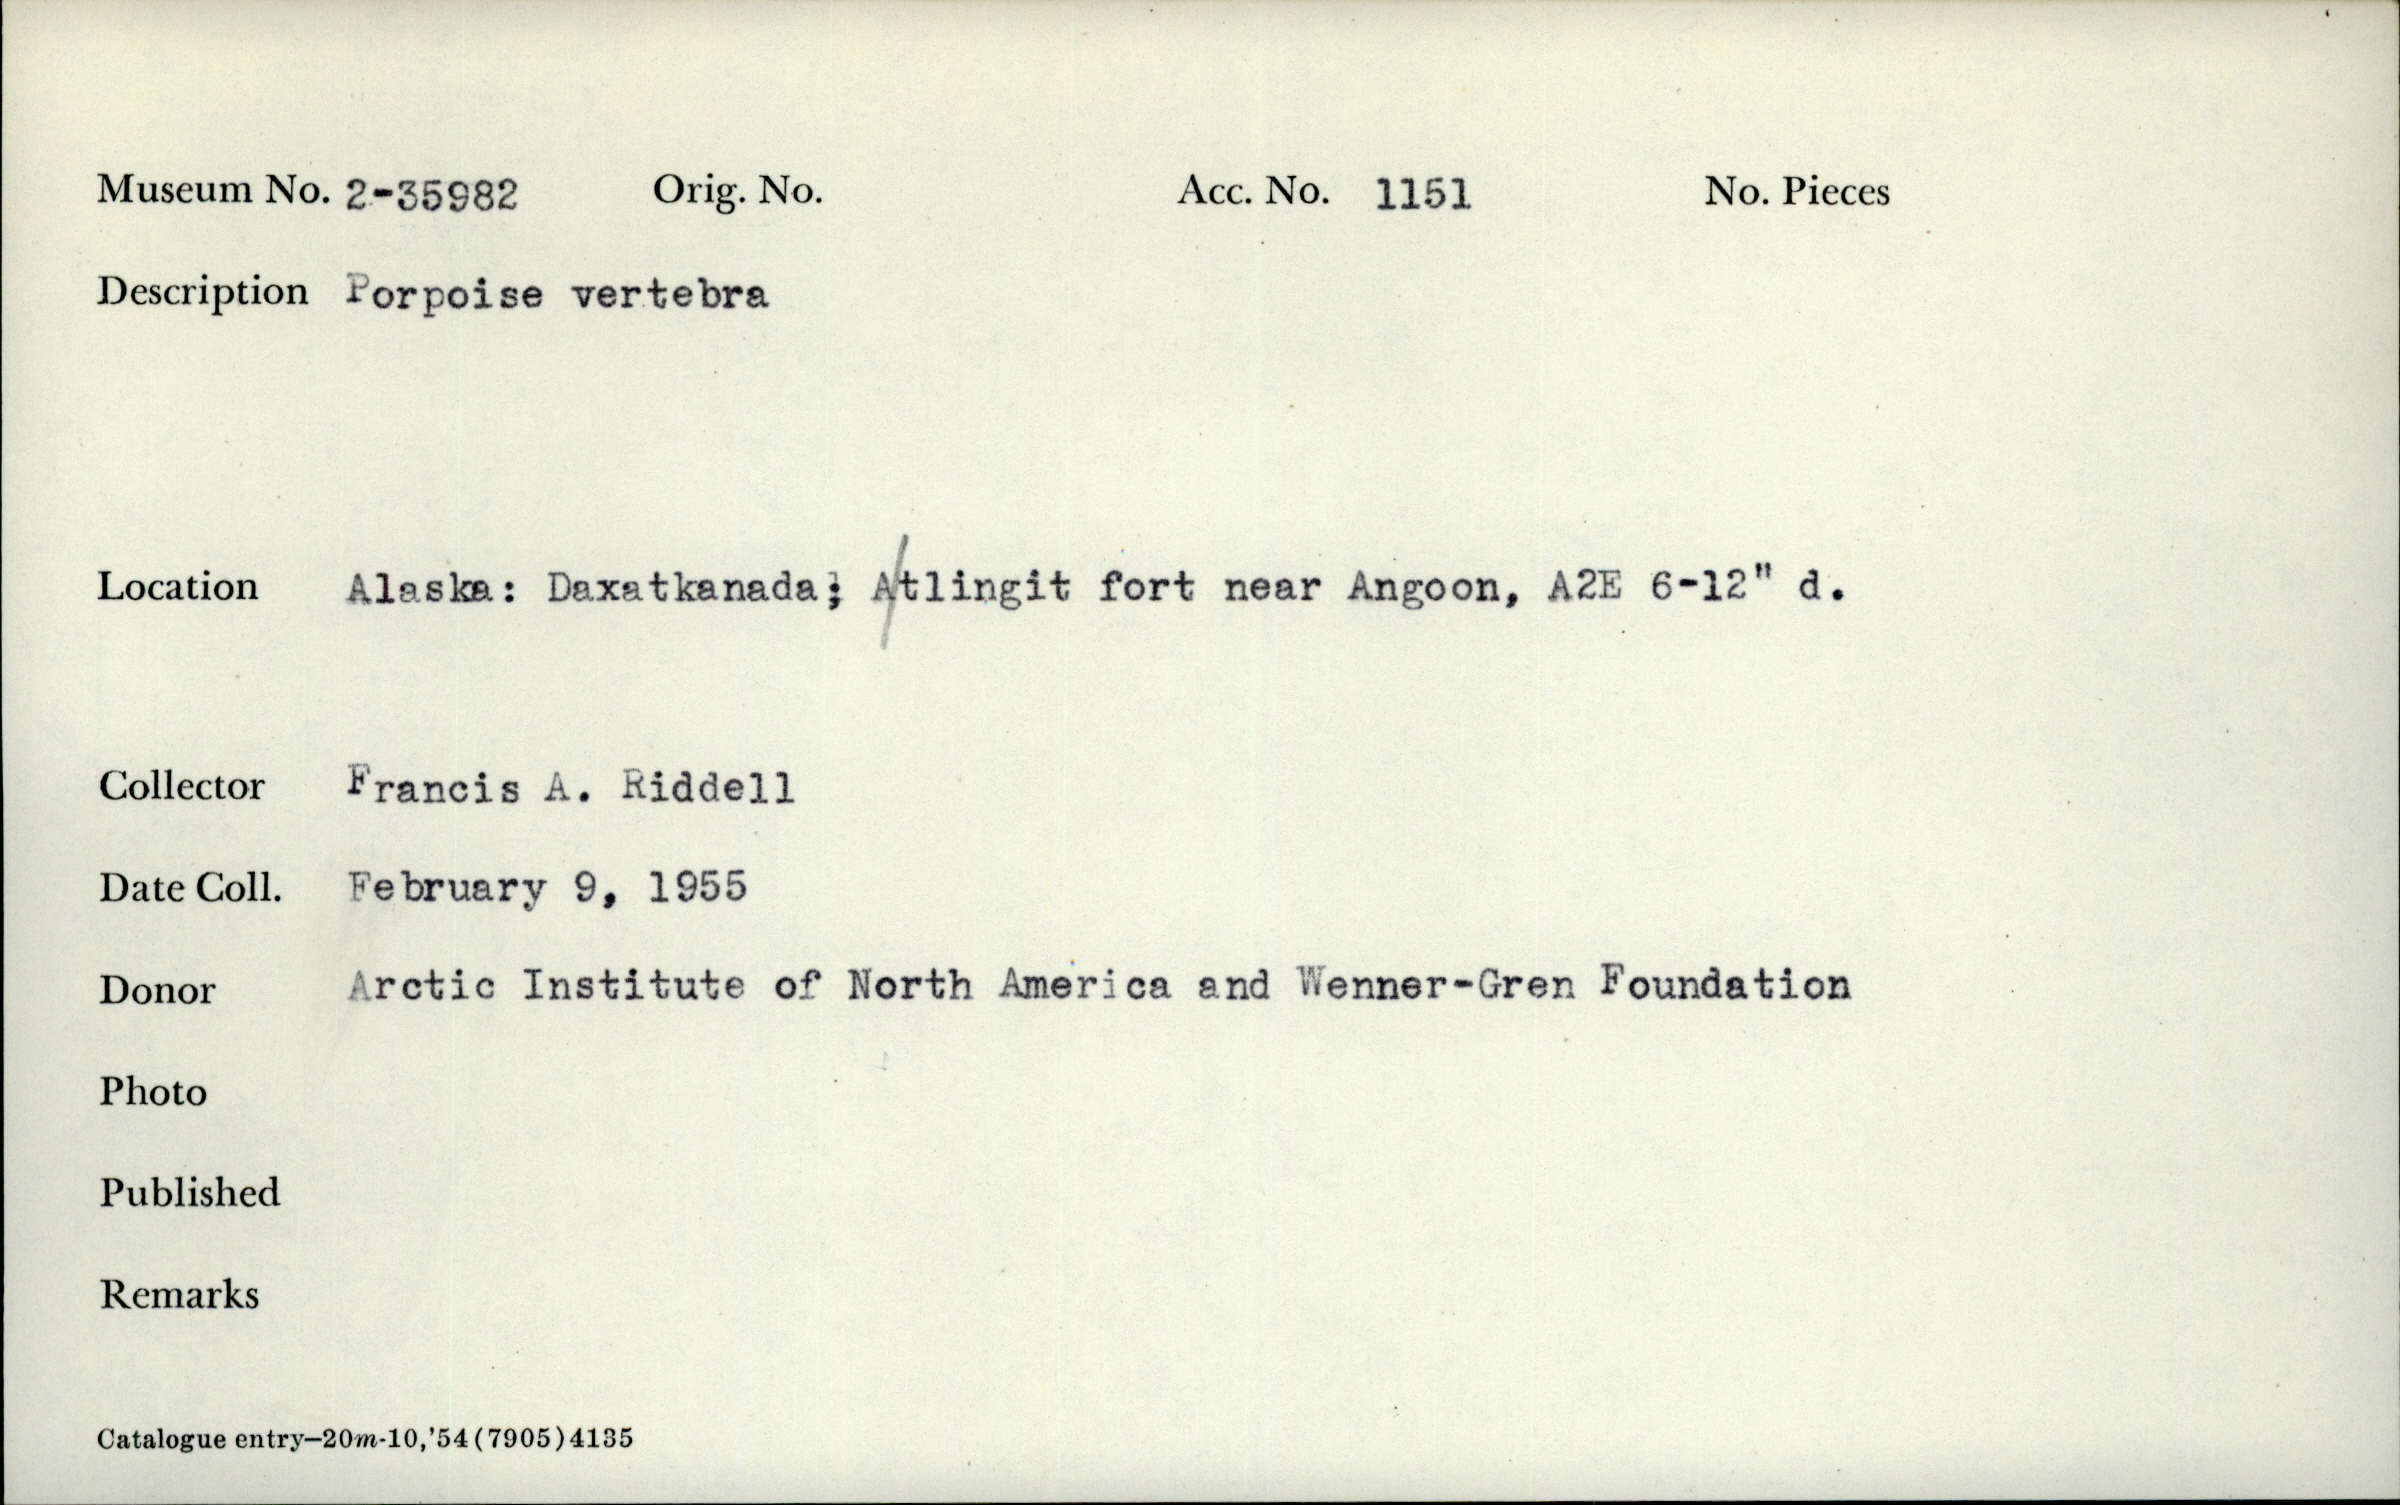 Museum No. 2-35982 Orig. No. Acc. No. 1151 No. Pieces
Description Porpoise vertebra
Location Alaska: Daxatkanada; A/tlingit fort near Angoon, A2E 6-12" d.
Collector Francis A. Riddell
Date Coll. February 9, 1955
Donor Arctic Institute of North America and Wenner-Gren Foundation
Photo
Published
Remarks
Catalogue entry—20m-10,'54(7905)4135